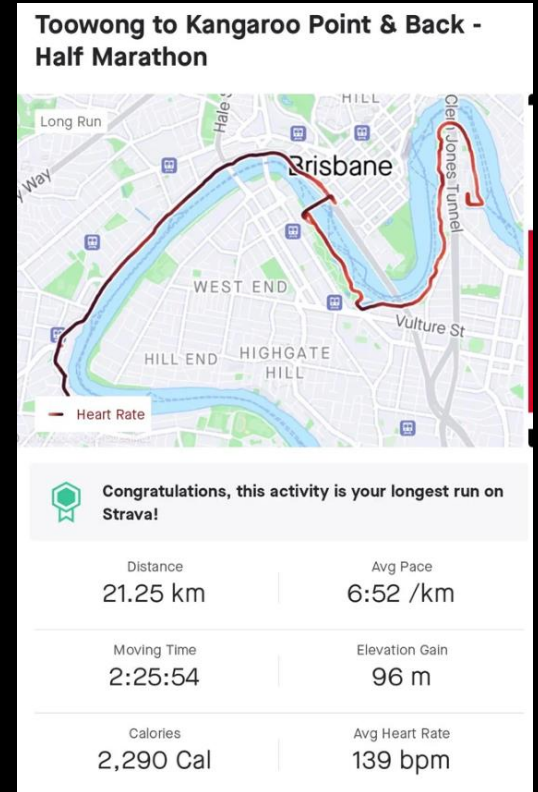 Toowong to Kangaroo Point & Back -
Half Marathon
Long Run
HILL
Brisbane
Clem Jones Tunnel
WEST END
Vulture St
HILL END
HIGHGATE
HILL
Heart Rate
Congratulations, this activity is your longest run on
Strava!
Distance
Avg Pace
21.25 km
6:52 /km
Moving Time
Elevation Gain
2:25:54
96 m
Calories
Avg Heart Rate
2,290 Cal
139 bpm